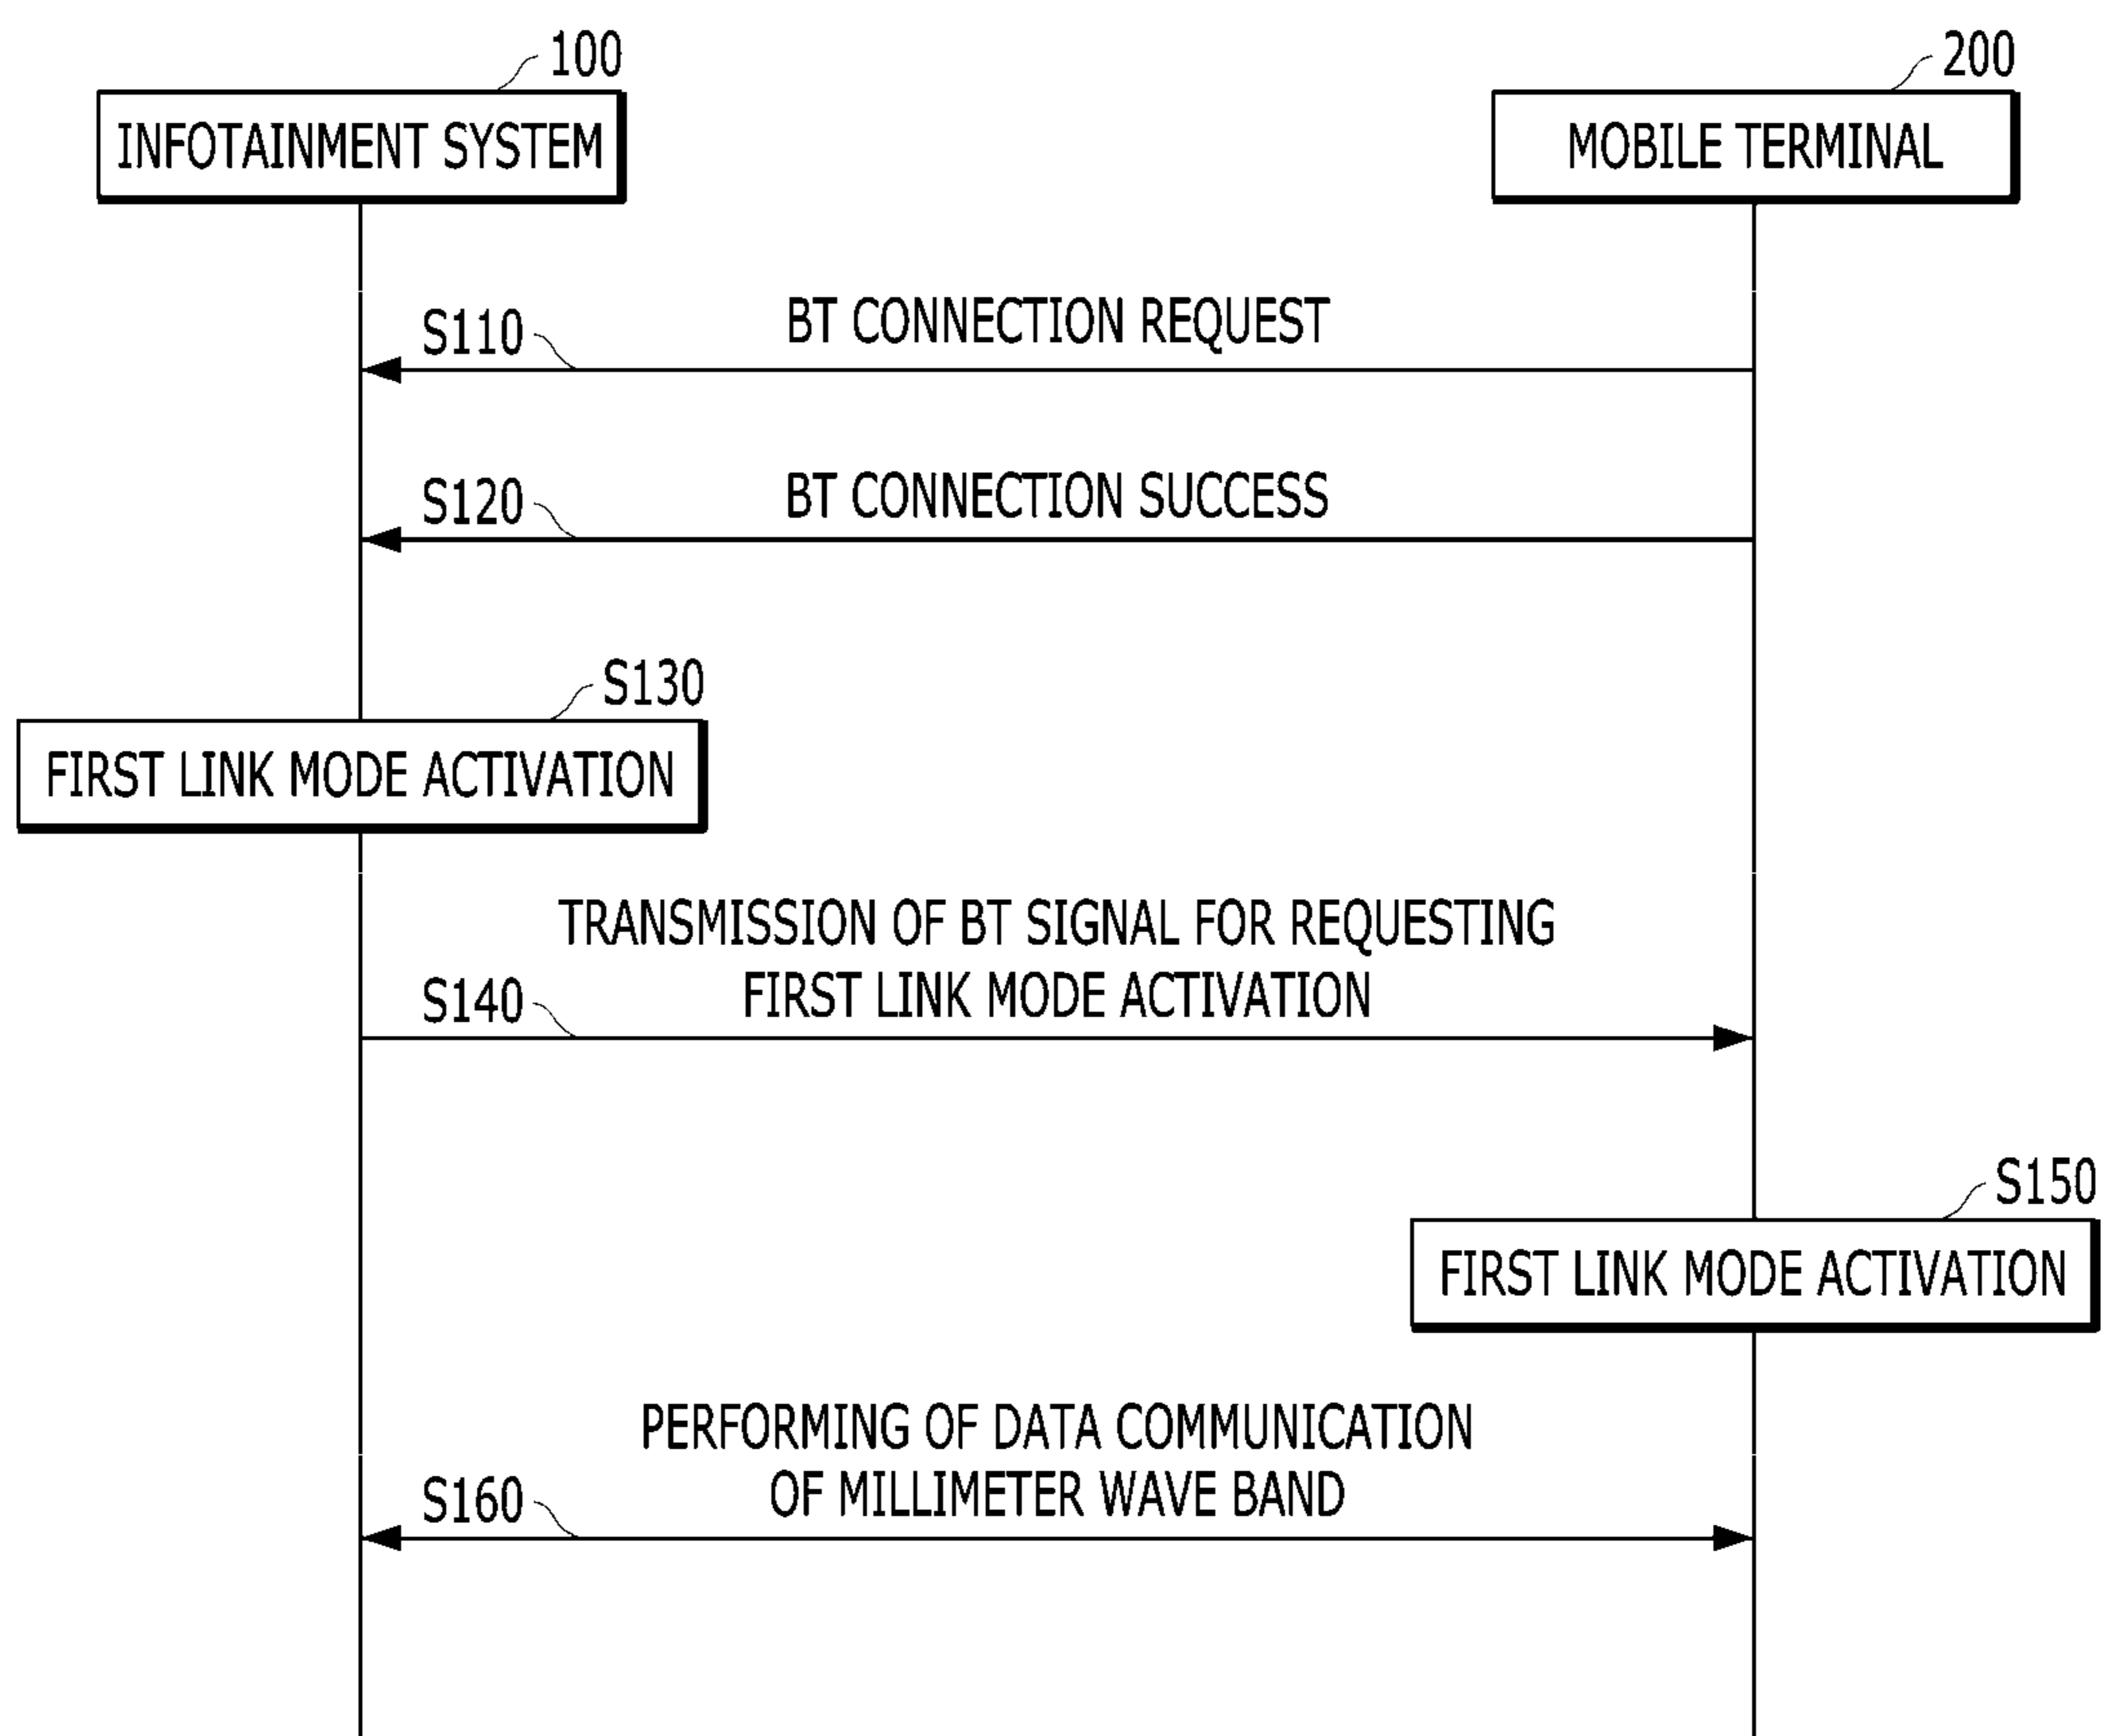 100
INFOTAINMENT SYSTEM
200
MOBILE TERMINAL
S110
BT CONNECTION REQUEST
S120
BT CONNECTION SUCCESS
S130
FIRST LINK MODE ACTIVATION
TRANSMISSION OF BT SIGNAL FOR REQUESTING
FIRST LINK MODE ACTIVATION
S140
S150
FIRST LINK MODE ACTIVATION
PERFORMING OF DATA COMMUNICATION
OF MILLIMETER WAVE BAND
S160